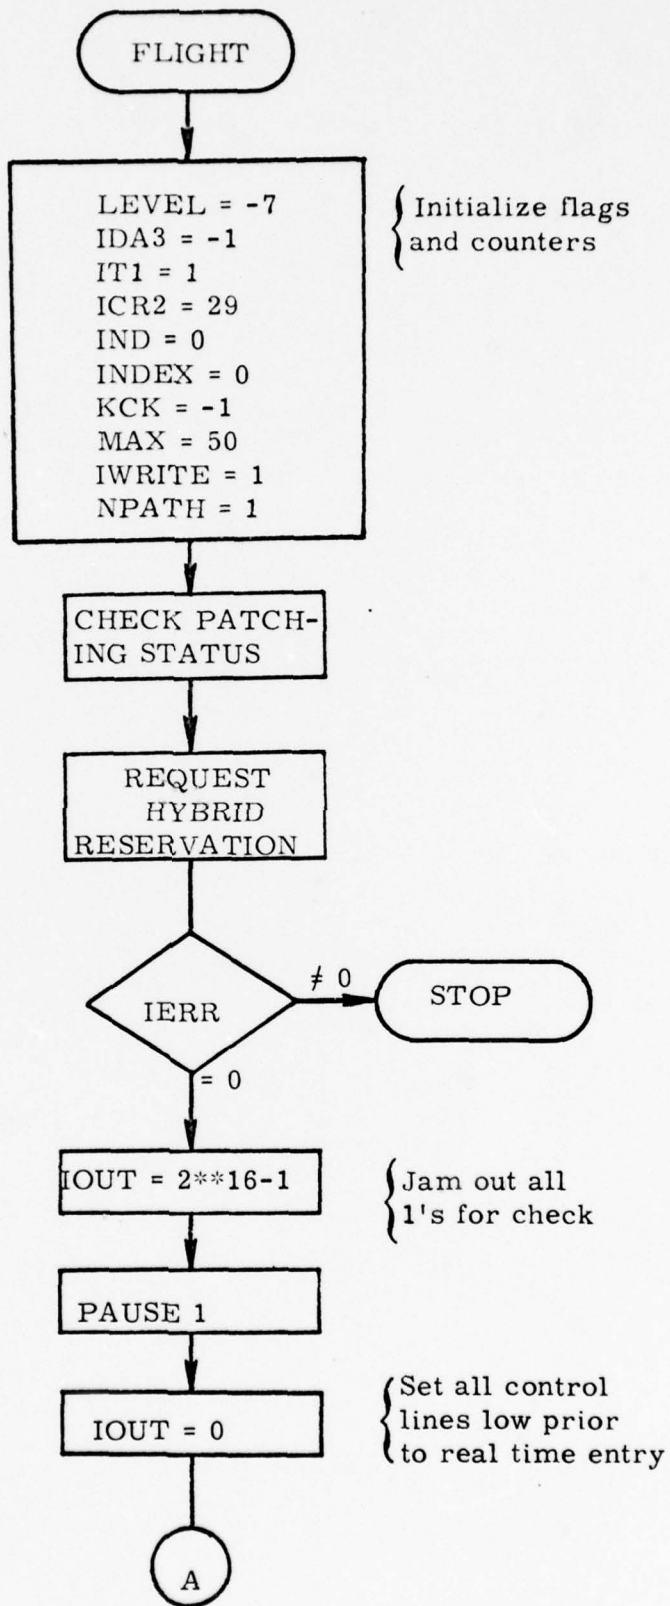 FLIGHT
LEVEL = -7
IDA3 = -1
IT1 = 1
ICR2 = 29
IND = 0
INDEX = 0
KCK = -1
MAX = 50
IWRITE = 1
NPATH = 1
Initialize flags
and counters
CHECK PATCH-
ING STATUS
REQUEST
HYBRID
RESERVATION
IERR
≠ 0
STOP
= 0
IOUT = 2**16-1
Jam out all
1's for check
PAUSE 1
IOUT = 0
Set all control
lines low prior
to real time entry
A